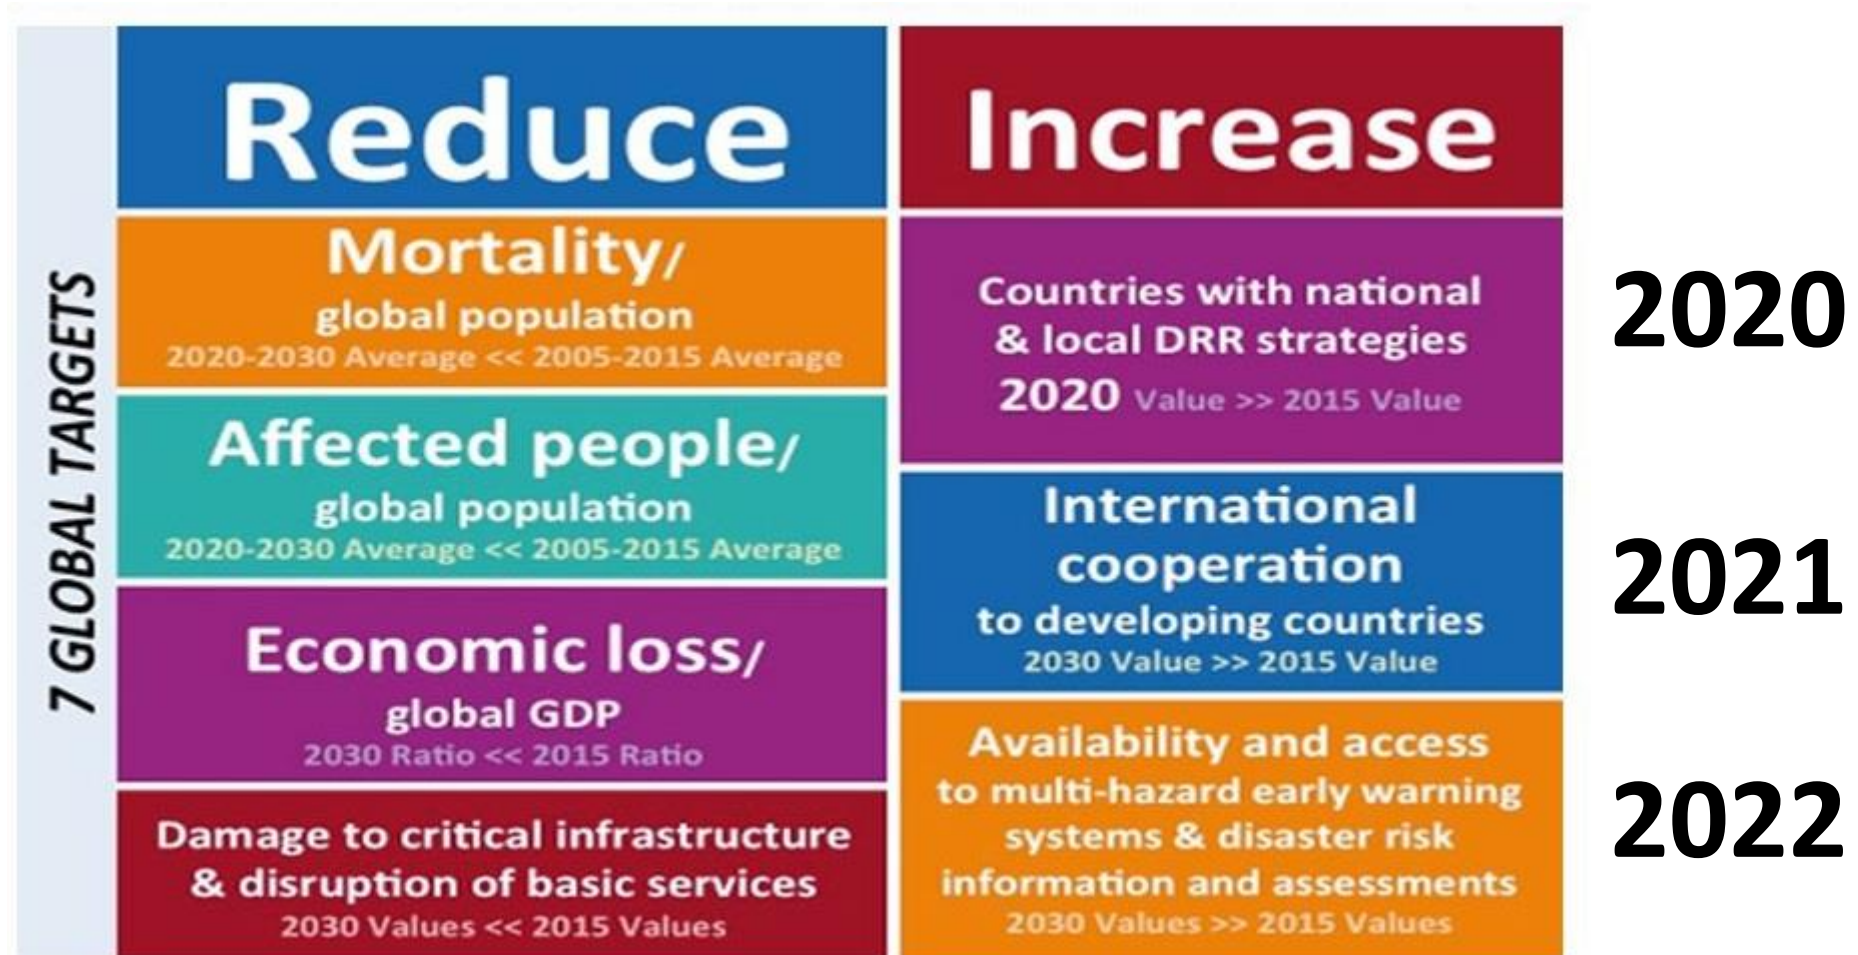 7 GLOBAL TARGETS
Reduce
Mortality/
global population
2020-2030 Average << 2005-2015 Average
Affected people/
global population
2020-2030 Average << 2005-2015 Average
Economic loss/
global GDP
2030 Ratio << 2015 Ratio
Damage to critical infrastructure
& disruption of basic services
2030 Values << 2015 Values
Increase
Countries with national
& local DRR strategies
2020 Value >> 2015 Value
International
cooperation
to developing countries
2030 Value >> 2015 Value
Availability and access
to multi-hazard early warning
systems & disaster risk
information and assessments
2030 Values >> 2015 Values
2020
2021
2022